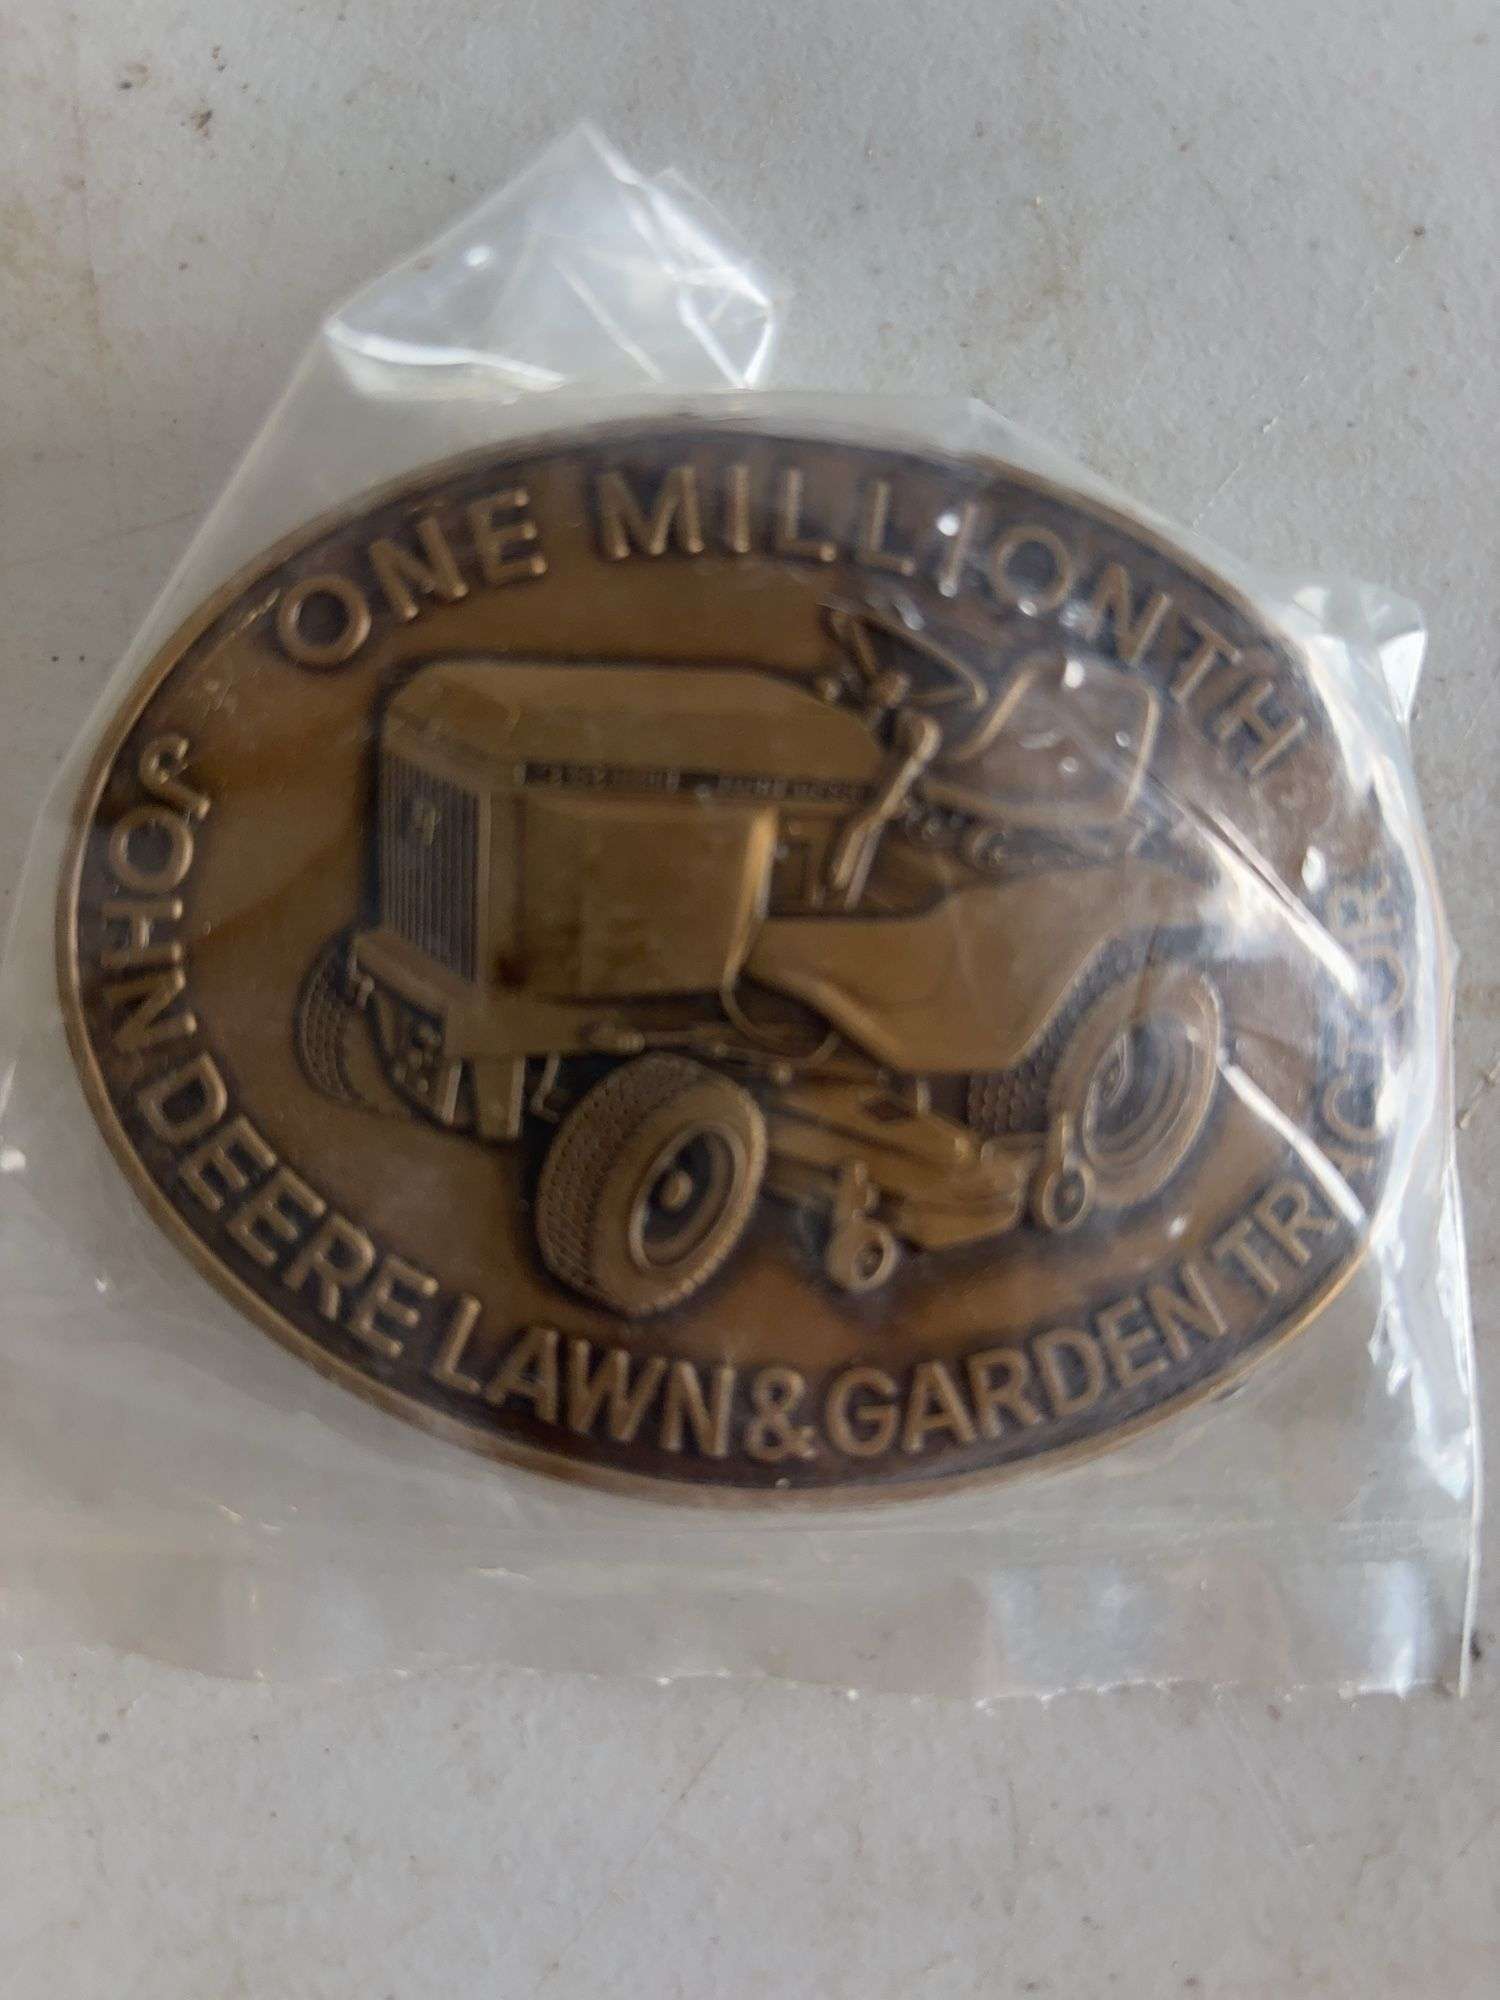 ONE MILLIONTH
JOHN DEERE LAWN & GARDEN TRACTOR